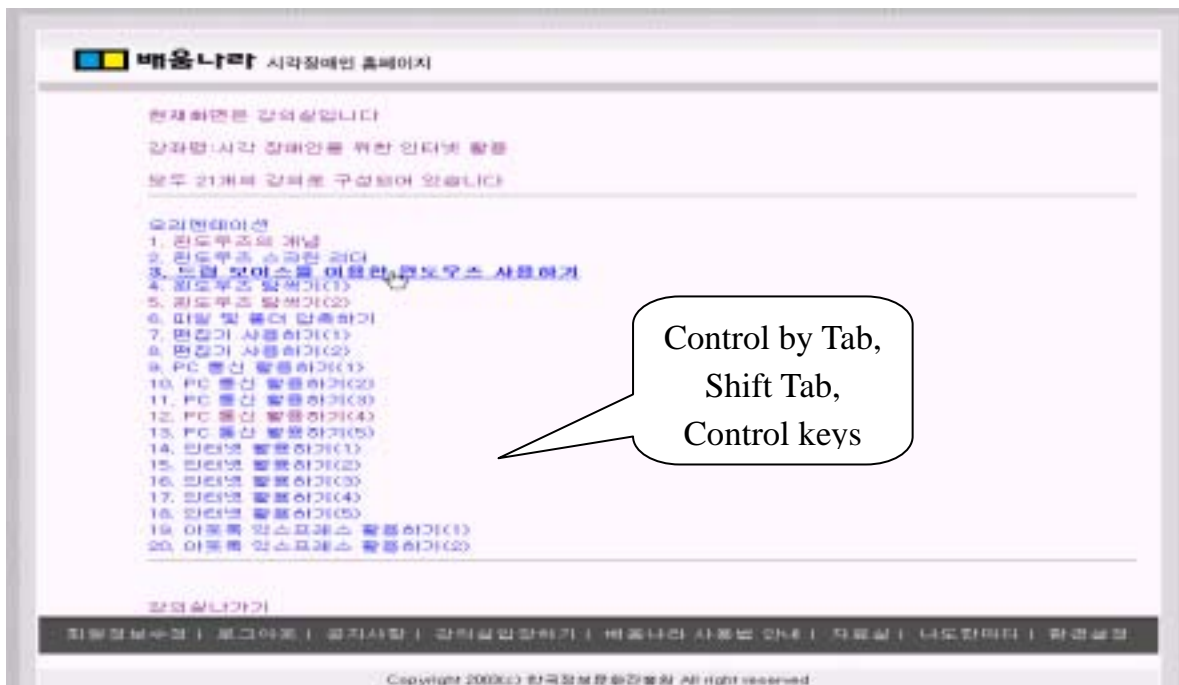 배움나라 시각장애인 홈페이지
현재화면은 강의실입니다
강좌명:시각 장애인을 위한 인터넷 활용
모두 21개의 강의로 구성되어 있습니다
오리엔테이션
1. 윈도우즈의 개념
2. 윈도우즈 스크린 리더
3. 드림 보이스를 이용한 윈도우즈 사용하기
4. 윈도우즈 탐색기(1)
5. 윈도우즈 탐색기(2)
6. 파일 및 폴더 압축하기
7. 편집기 사용하기(1)
8. 편집기 사용하기(2)
9. PC 통신 활용하기(1)
10. PC 통신 활용하기(2)
11. PC 통신 활용하기(3)
12. PC 통신 활용하기(4)
13. PC 통신 활용하기(5)
14. 인터넷 활용하기(1)
15. 인터넷 활용하기(2)
16. 인터넷 활용하기(3)
17. 인터넷 활용하기(4)
18. 인터넷 활용하기(5)
19. 아웃룩 익스프레스 활용하기(1)
20. 아웃룩 익스프레스 활용하기(2)
Control by Tab,
Shift Tab,
Control keys
강의실나가기
회원정보수정 | 로그아웃 | 공지사항 | 강의실입장하기 | 배움나라 사용법 안내 | 자료실 | 나도한마디 | 환경설정
Copyright 2003(c) 한국정보문화진흥원 All right reserved